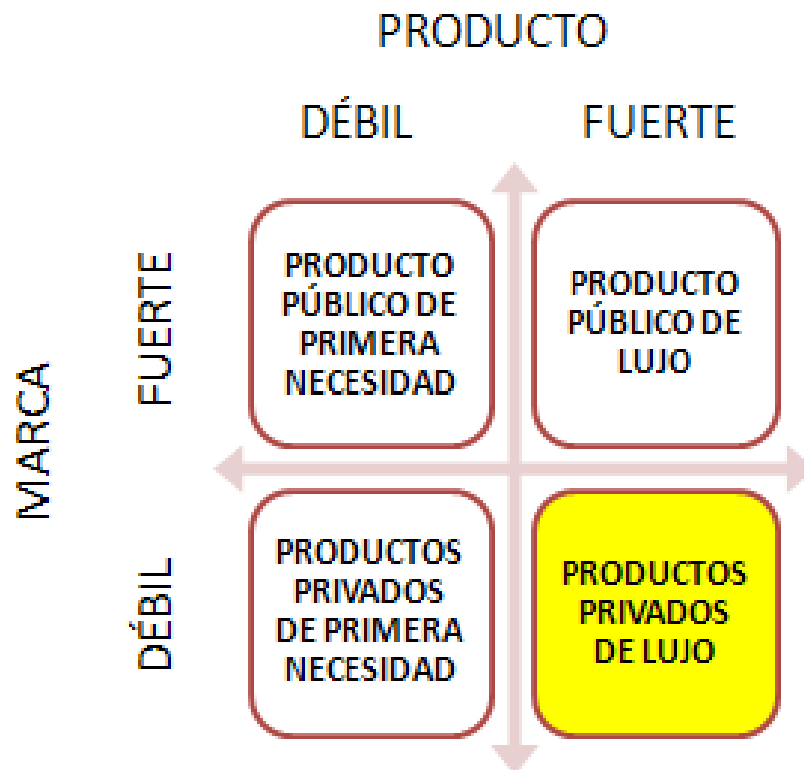 PRODUCTO
DÉBIL FUERTE
MARCA
FUERTE
PRODUCTO
PÚBLICO DE
PRIMERA
NECESIDAD
PRODUCTO
PÚBLICO DE
LUJO
DÉBIL
PRODUCTOS
PRIVADOS
DE PRIMERA
NECESIDAD
PRODUCTOS
PRIVADOS
DE LUJO